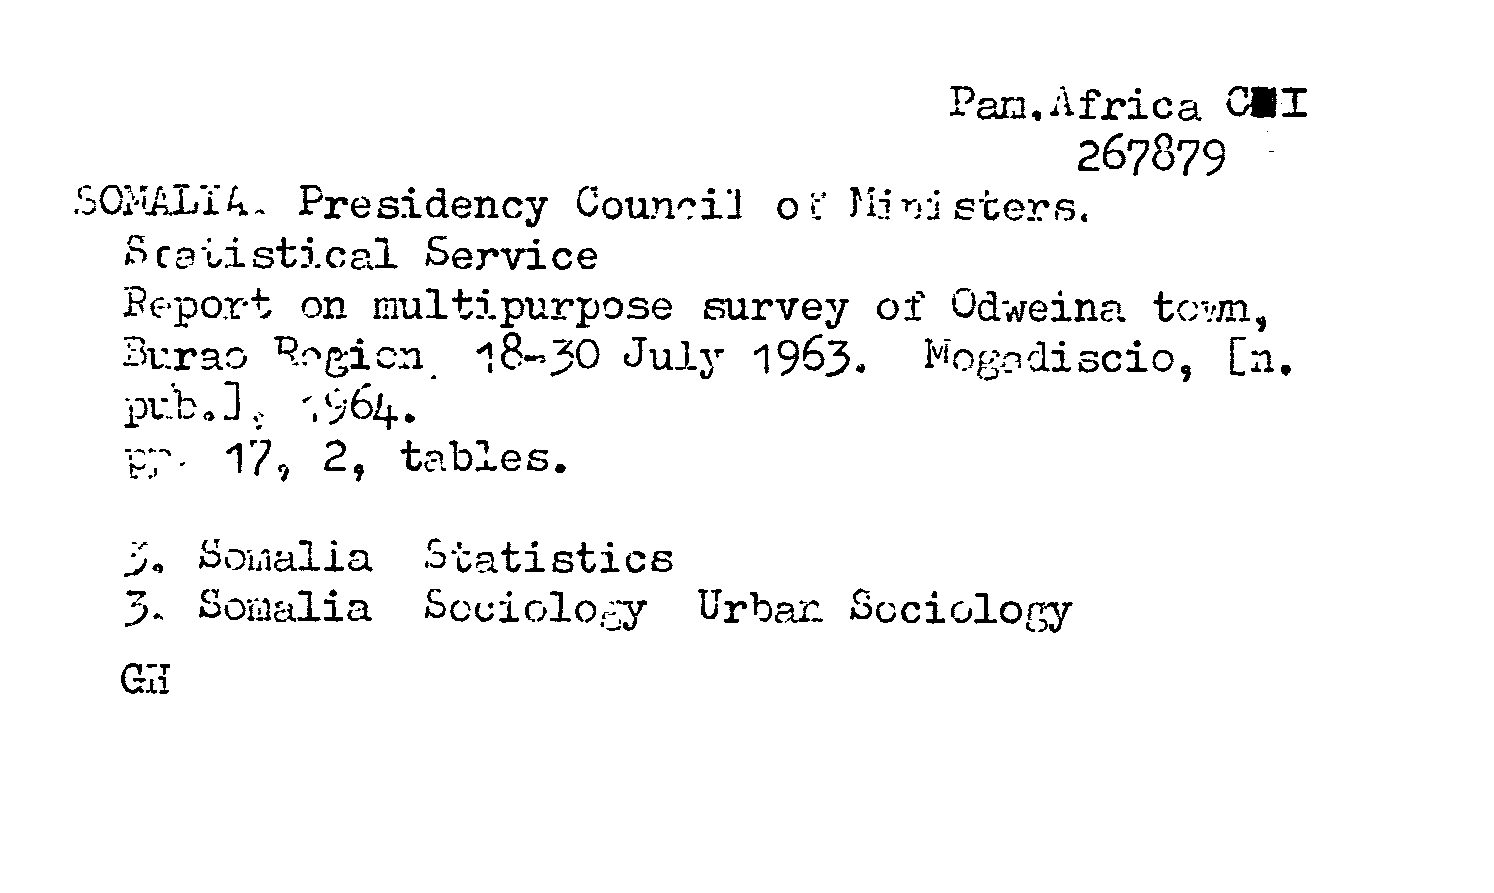 Pam.Africa C■I
267879
SOMALIA. Presidency Council of Ministers.
Statistical Service
Report on multipurpose survey of Odweina town,
Burao Region 18-30 July 1963. Mogadiscio, [n.
pub.], 1964.
pp. 17, 2, tables.
3. Somalia Statistics
3. Somalia Sociology Urban Sociology
GH